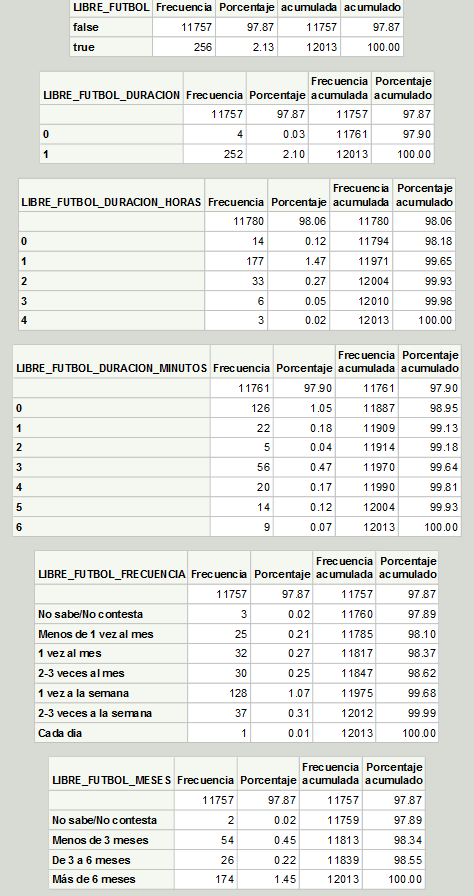 LIBRE_FUTBOL Frecuencia Porcentaje acumulada acumulado
false 11757 97.87 11757 97.87
true 256 2.13 12013 100.00
Frecuencia Porcentaje
LIBRE_FUTBOL_DURACION Frecuencia Porcentaje acumulada acumulado
11757 97.87 11757 97.87
0 4 0.03 11761 97.90
1 252 2.10 12013 100.00
Frecuencia Porcentaje
LIBRE_FUTBOL_DURACION_HORAS Frecuencia Porcentaje acumulada acumulado
11780 98.06 11780 98.06
0 14 0.12 11794 98.18
1 177 1.47 11971 99.65
2 33 0.27 12004 99.93
3 6 0.05 12010 99.98
4 3 0.02 12013 100.00
Frecuencia Porcentaje
LIBRE_FUTBOL_DURACION_MINUTOS Frecuencia Porcentaje acumulada acumulado
11761 97.90 11761 97.90
0 126 1.05 11887 98.95
1 22 0.18 11909 99.13
2 5 0.04 11914 99.18
3 56 0.47 11970 99.64
4 20 0.17 11990 99.81
5 14 0.12 12004 99.93
6 9 0.07 12013 100.00
Frecuencia Porcentaje
LIBRE_FUTBOL_FRECUENCIA Frecuencia Porcentaje acumulada acumulado
11757 97.87 11757 97.87
No sabe/No contesta 3 0.02 11760 97.89
Menos de 1 vez al mes 25 0.21 11785 98.10
1 vez al mes 32 0.27 11817 98.37
2-3 veces al mes 30 0.25 11847 98.62
1 vez a la semana 128 1.07 11975 99.68
2-3 veces a la semana 37 0.31 12012 99.99
Cada dia 1 0.01 12013 100.00
Frecuencia Porcentaje
LIBRE_FUTBOL_MESES Frecuencia Porcentaje acumulada acumulado
11757 97.87 11757 97.87
No sabe/No contesta 2 0.02 11759 97.89
Menos de 3 meses 54 0.45 11813 98.34
De 3 a 6 meses 26 0.22 11839 98.55
Más de 6 meses 174 1.45 12013 100.00